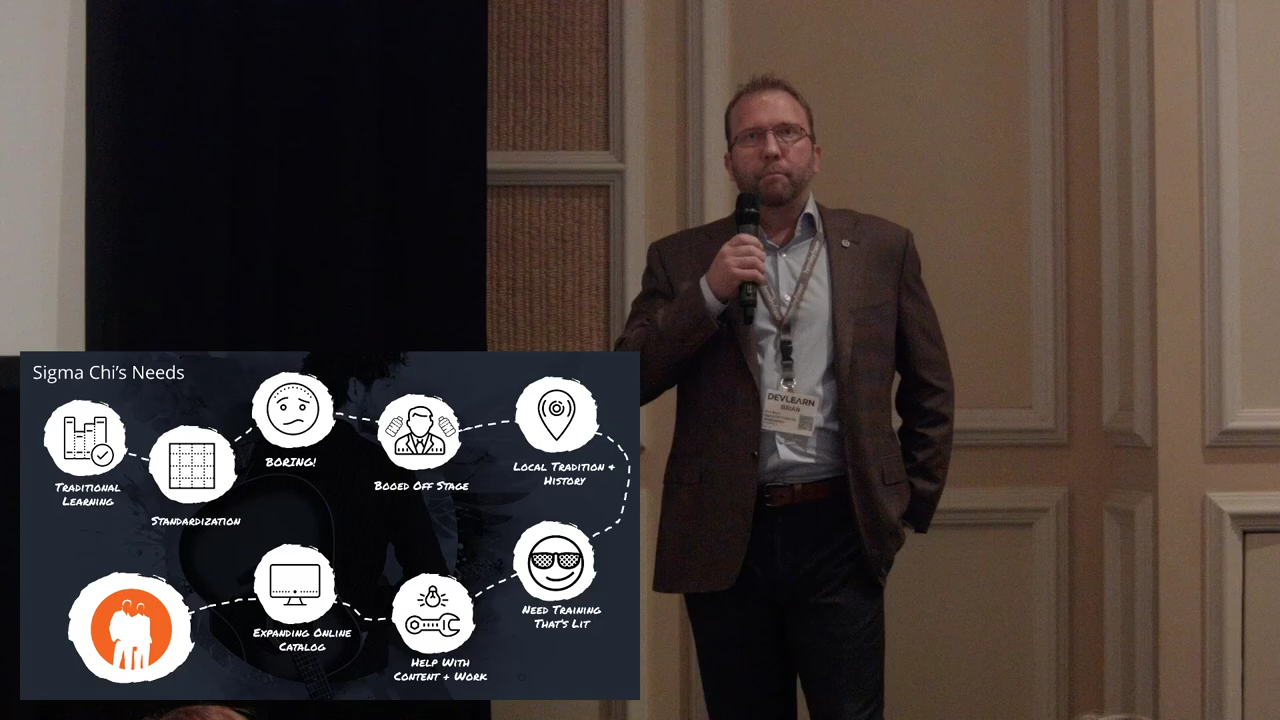 Sigma Chi's Needs
TRADITIONAL
LEARNING
STANDARDIZATION
BORING!
BOOED OFF STAGE
LOCAL TRADITION +
HISTORY
NEED TRAINING
THAT'S LIT
HELP WITH
CONTENT + WORK
EXPANDING ONLINE
CATALOG
DEVLEARN
BRIAN